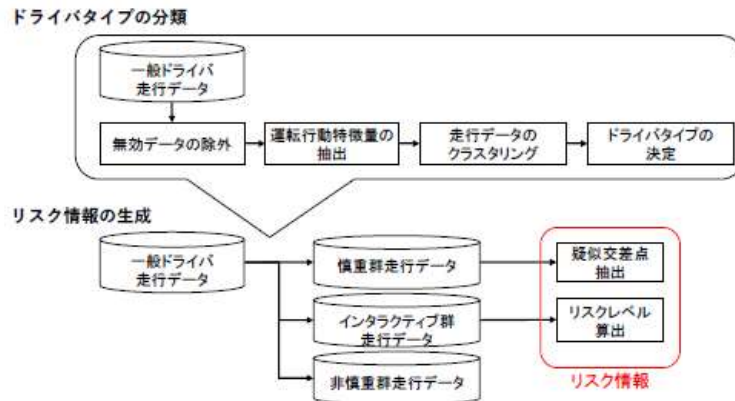 ドライバタイプの分類
一般ドライバ
走行データ
無効データの除外
運転行動特徴量の
抽出
走行データの
クラスタリング
ドライバタイプの
決定
リスク情報の生成
一般ドライバ
走行データ
慎重群走行データ
疑似交差点
抽出
インタラクティブ群
走行データ
リスクレベル
算出
非慎重群走行データ
リスク情報